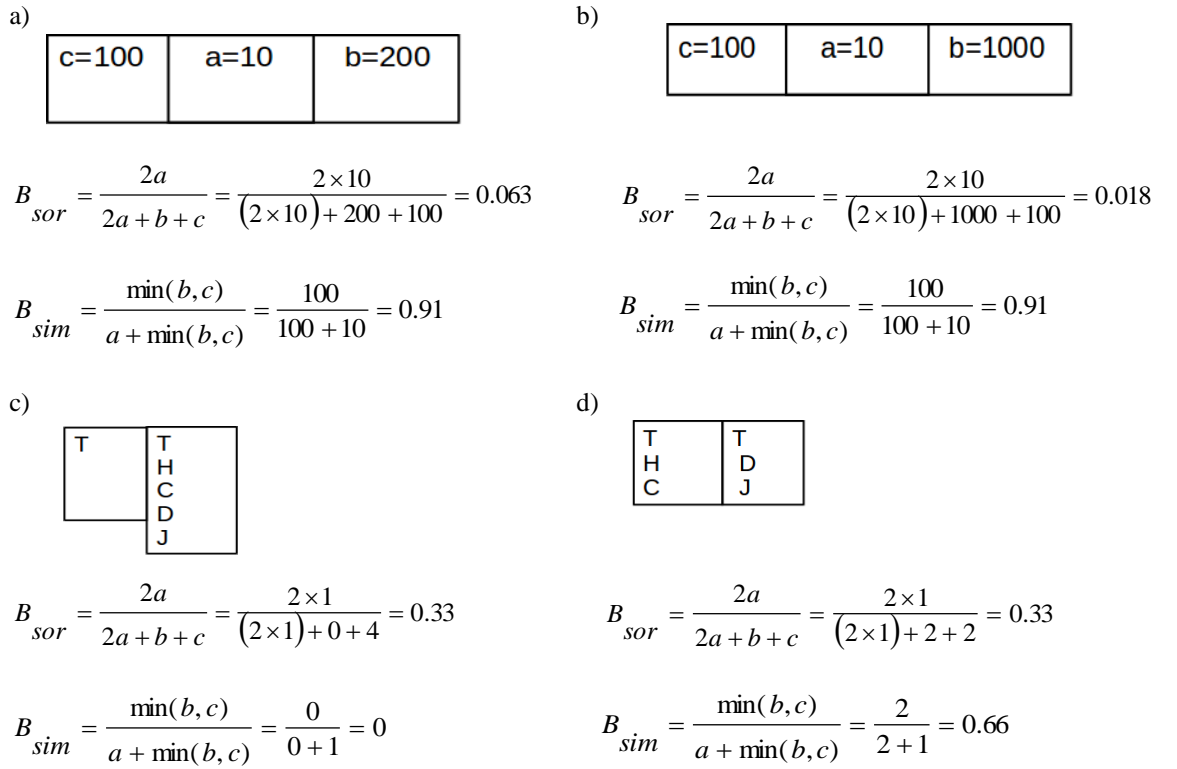 a)
c=100 a=10 b=200
B_sor = 2a / (2a + b + c) = 2 × 10 / ((2 × 10) + 200 + 100) = 0.063
B_sim = min(b, c) / (a + min(b, c)) = 100 / (100 + 10) = 0.91
b)
c=100 a=10 b=1000
B_sor = 2a / (2a + b + c) = 2 × 10 / ((2 × 10) + 1000 + 100) = 0.018
B_sim = min(b, c) / (a + min(b, c)) = 100 / (100 + 10) = 0.91
c)
T T
H
C
D
J
B_sor = 2a / (2a + b + c) = 2 × 1 / ((2 × 1) + 0 + 4) = 0.33
B_sim = min(b, c) / (a + min(b, c)) = 0 / (0 + 1) = 0
d)
T T
H D
C J
B_sor = 2a / (2a + b + c) = 2 × 1 / ((2 × 1) + 2 + 2) = 0.33
B_sim = min(b, c) / (a + min(b, c)) = 2 / (2 + 1) = 0.66